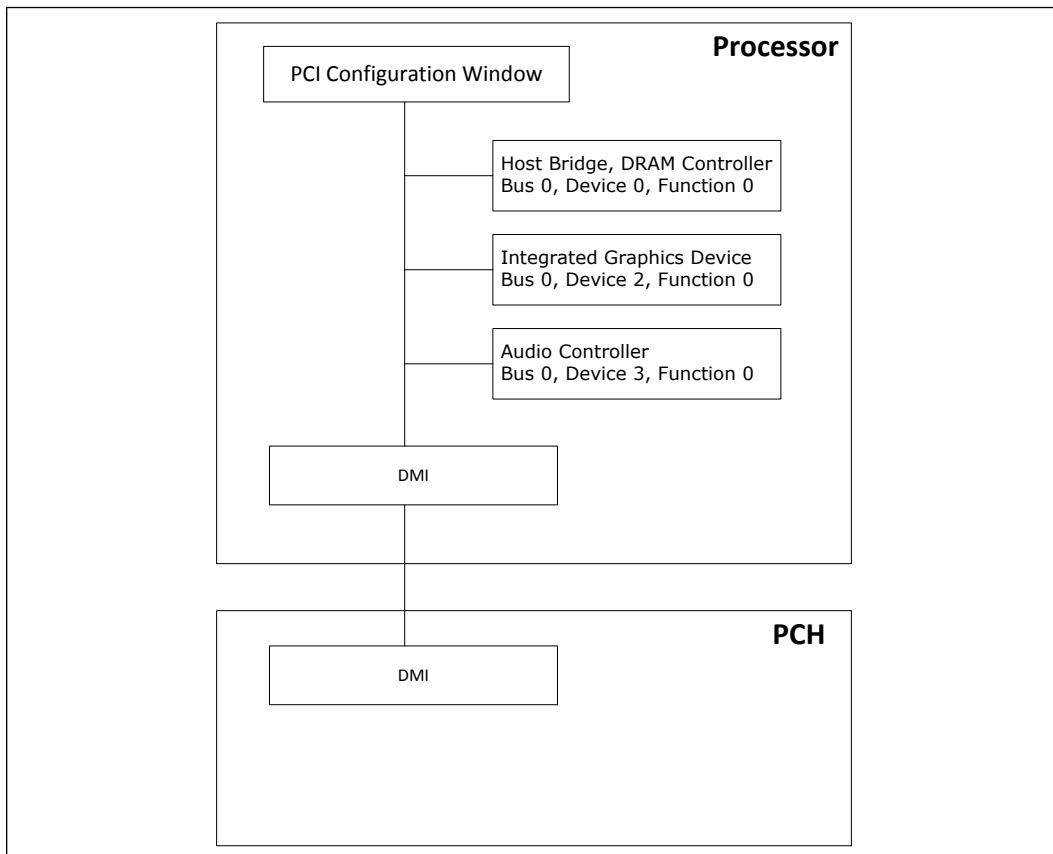 Processor
PCI Configuration Window
Host Bridge, DRAM Controller
Bus 0, Device 0, Function 0
Integrated Graphics Device
Bus 0, Device 2, Function 0
Audio Controller
Bus 0, Device 3, Function 0
DMI
PCH
DMI